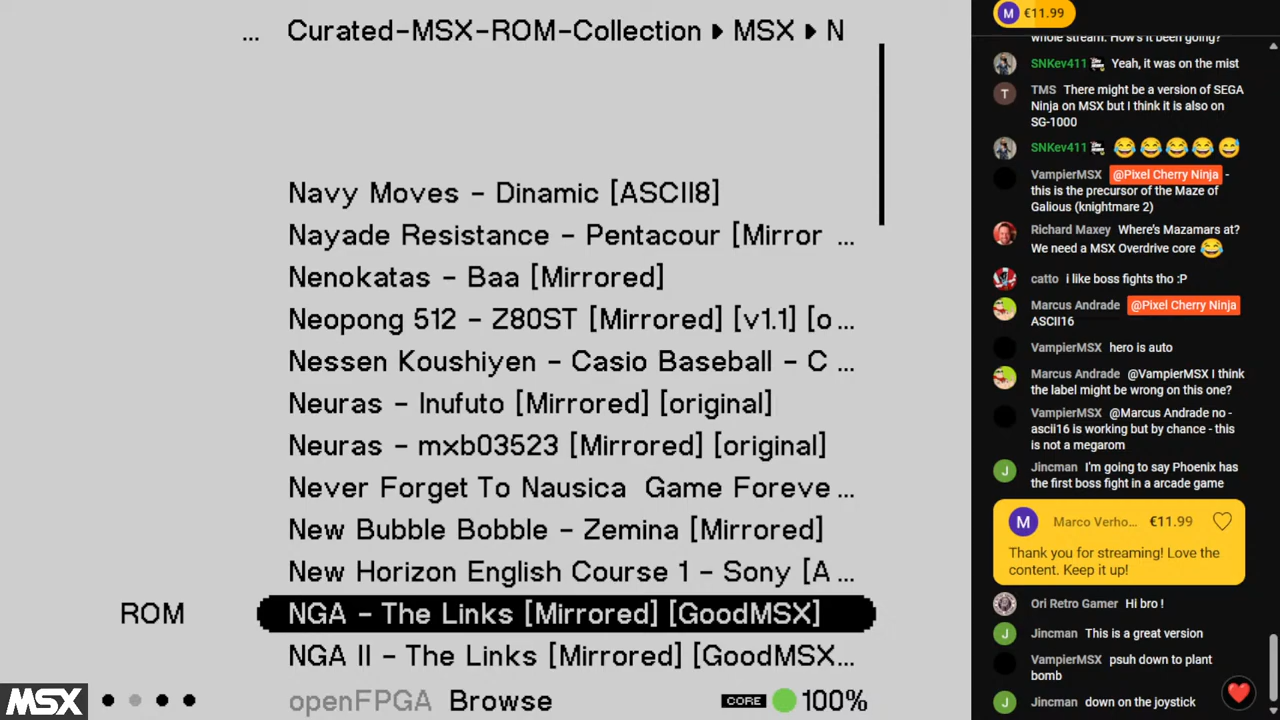 ... Curated-MSX-ROM-Collection ▸ MSX ▸ N
Navy Moves - Dinamic [ASCII8]
Nayade Resistance - Pentacour [Mirror ...
Nenokatas - Baa [Mirrored]
Neopong 512 - Z80ST [Mirrored] [v1.1] [o ...
Nessen Koushiyen - Casio Baseball - C ...
Neuras - Inufuto [Mirrored] [original]
Neuras - mxb03523 [Mirrored] [original]
Never Forget To Nausica  Game Foreve ...
New Bubble Bobble - Zemina [Mirrored]
New Horizon English Course 1 - Sony [A ...
ROM NGA - The Links [Mirrored] [GoodMSX]
NGA II - The Links [Mirrored] [GoodMSX...
MSX openFPGA Browse CORE 100%
M €11.99
whole stream. How's it been going?
SNKev411 Yeah, it was on the mist
T TMS There might be a version of SEGA
Ninja on MSX but I think it is also on
SG-1000
SNKev411 😂😂😂😂😅
VampierMSX @Pixel Cherry Ninja -
this is the precursor of the Maze of
Galious (knightmare 2)
Richard Maxey Where's Mazamars at?
We need a MSX Overdrive core 😂
catto i like boss fights tho :P
Marcus Andrade @Pixel Cherry Ninja
ASCII16
VampierMSX hero is auto
Marcus Andrade @VampierMSX I think
the label might be wrong on this one?
VampierMSX @Marcus Andrade no -
ascii16 is working but by chance - this
is not a megarom
J Jincman I'm going to say Phoenix has
the first boss fight in a arcade game
M Marco Verho... €11.99
Thank you for streaming! Love the
content. Keep it up!
Ori Retro Gamer Hi bro !
J Jincman This is a great version
VampierMSX psuh down to plant
bomb
J Jincman down on the joystick